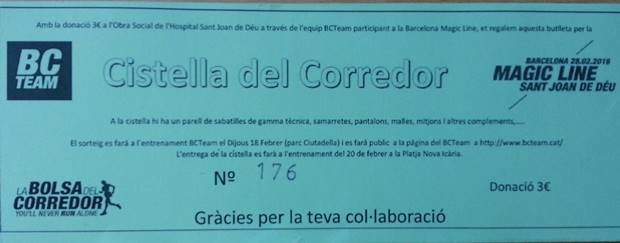 Amb la donació 3€ a l'Obra Social de l'Hospital Sant Joan de Déu a través de l'equip BCTeam participant a la Barcelona Magic Line, et regalem aquesta butlleta per la
BC
TEAM
Cistella del Corredor
BARCELONA 28.02.2016
MAGIC LINE
SANT JOAN DE DÉU
A la cistella hi ha un parell de sabatilles de gamma tècnica, samarretes, pantalons, malles, mitjons i altres complements,....
El sorteig es farà a l'entrenament BCTeam el Dijous 18 Febrer (parc Ciutadella) i es farà public a la pàgina del BCTeam a http://www.bcteam.cat/
L'entrega de la cistella es farà a l'entrenament del 20 de febrer a la Platja Nova Icària.
Nº 176
LA BOLSA DEL
CORREDOR
YOU'LL NEVER RUN ALONE
Donació 3€
Gràcies per la teva col·laboració